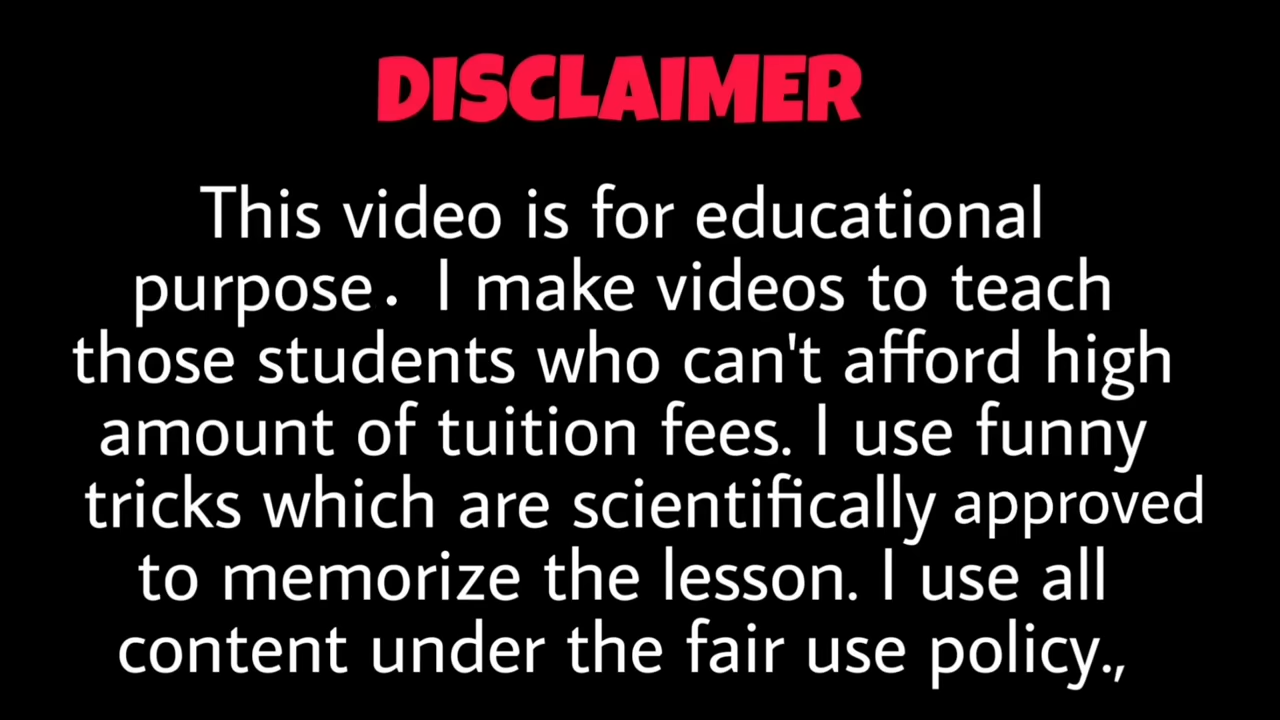 DISCLAIMER
This video is for educational
purpose. I make videos to teach
those students who can't afford high
amount of tuition fees. I use funny
tricks which are scientifically approved
to memorize the lesson. I use all
content under the fair use policy.,